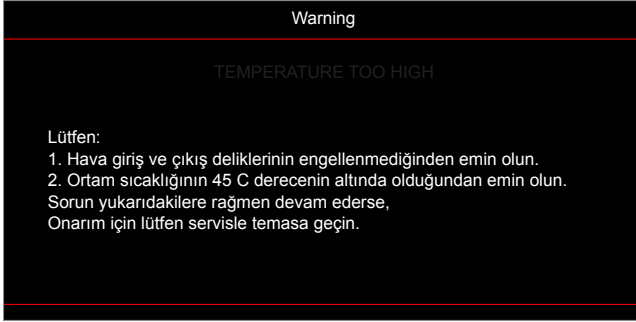 Warning
TEMPERATURE TOO HIGH
Lütfen:
1. Hava giriş ve çıkış deliklerinin engellenmediğinden emin olun.
2. Ortam sıcaklığının 45 C derecenin altında olduğundan emin olun.
Sorun yukarıdakilere rağmen devam ederse,
Onarım için lütfen servisle temasa geçin.